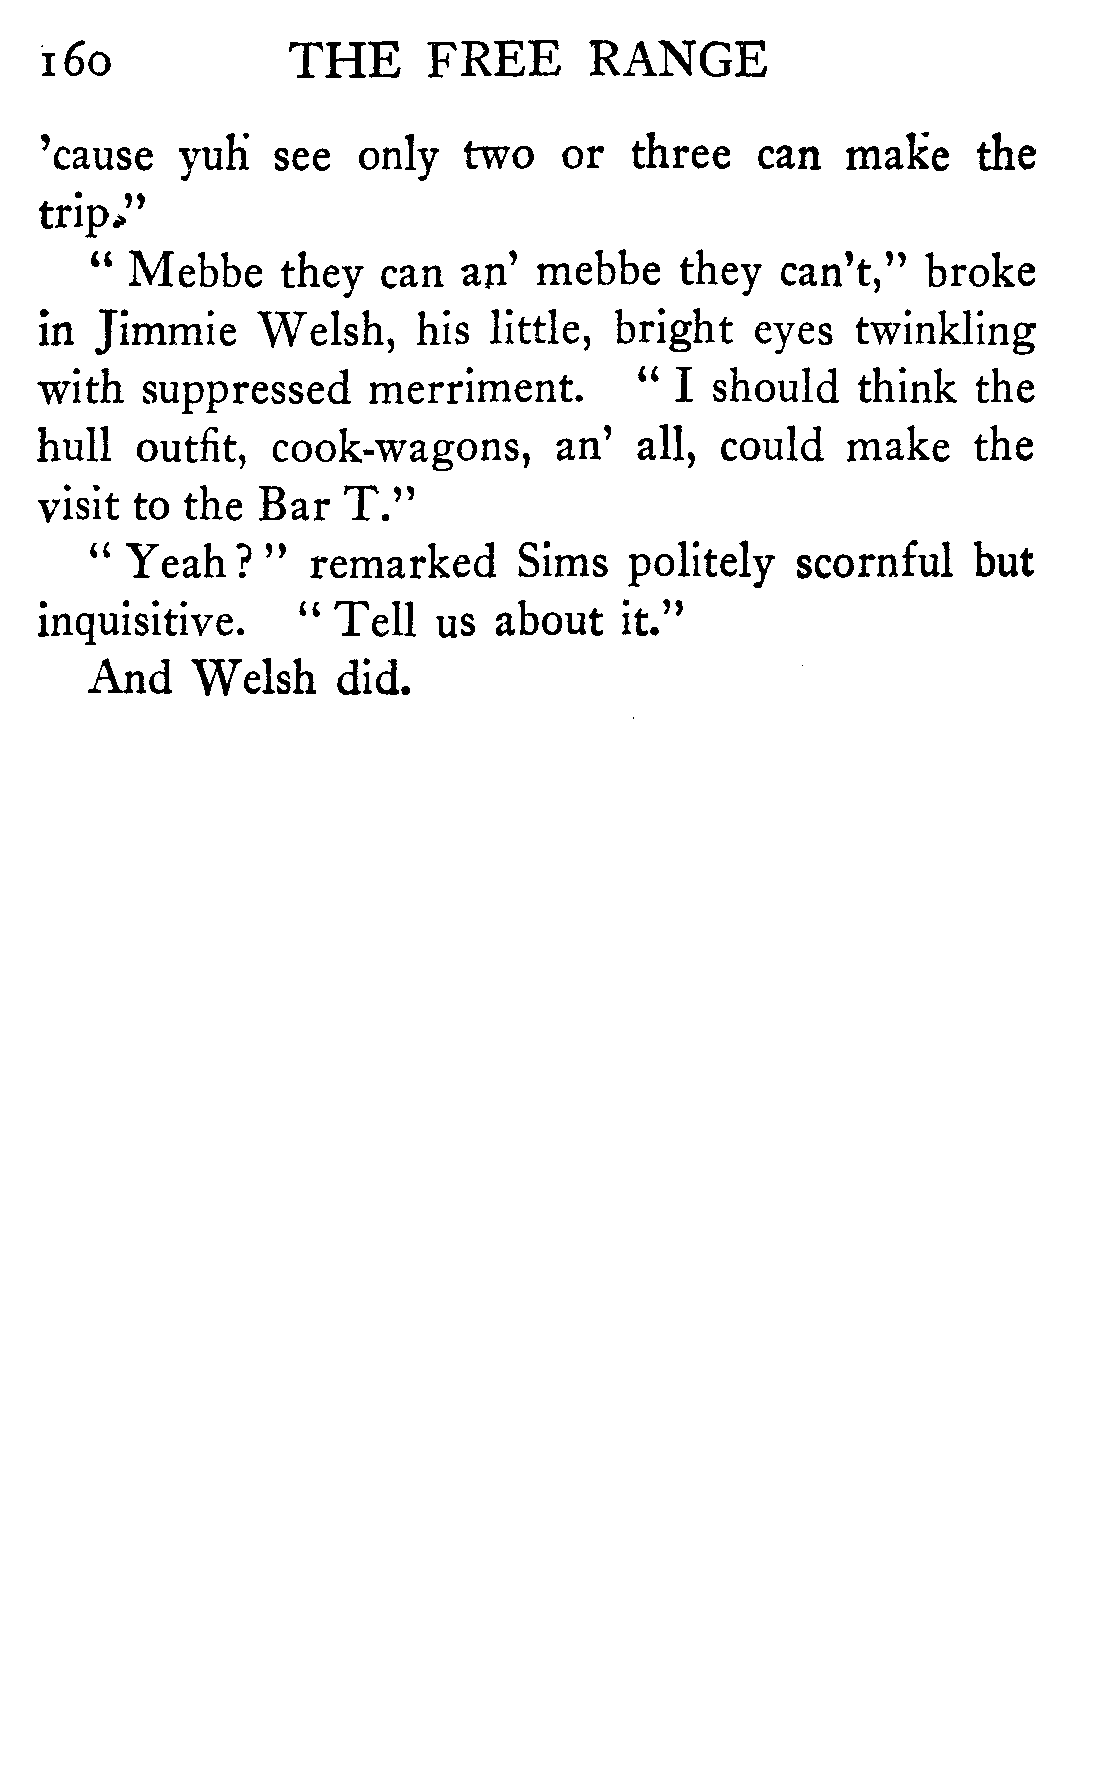 160 THE FREE RANGE
'cause yuh see only two or three can make the
trip."
" Mebbe they can an' mebbe they can't," broke
in Jimmie Welsh, his little, bright eyes twinkling
with suppressed merriment. " I should think the
hull outfit, cook-wagons, an' all, could make the
visit to the Bar T."
" Yeah ? " remarked Sims politely scornful but
inquisitive. " Tell us about it."
And Welsh did.